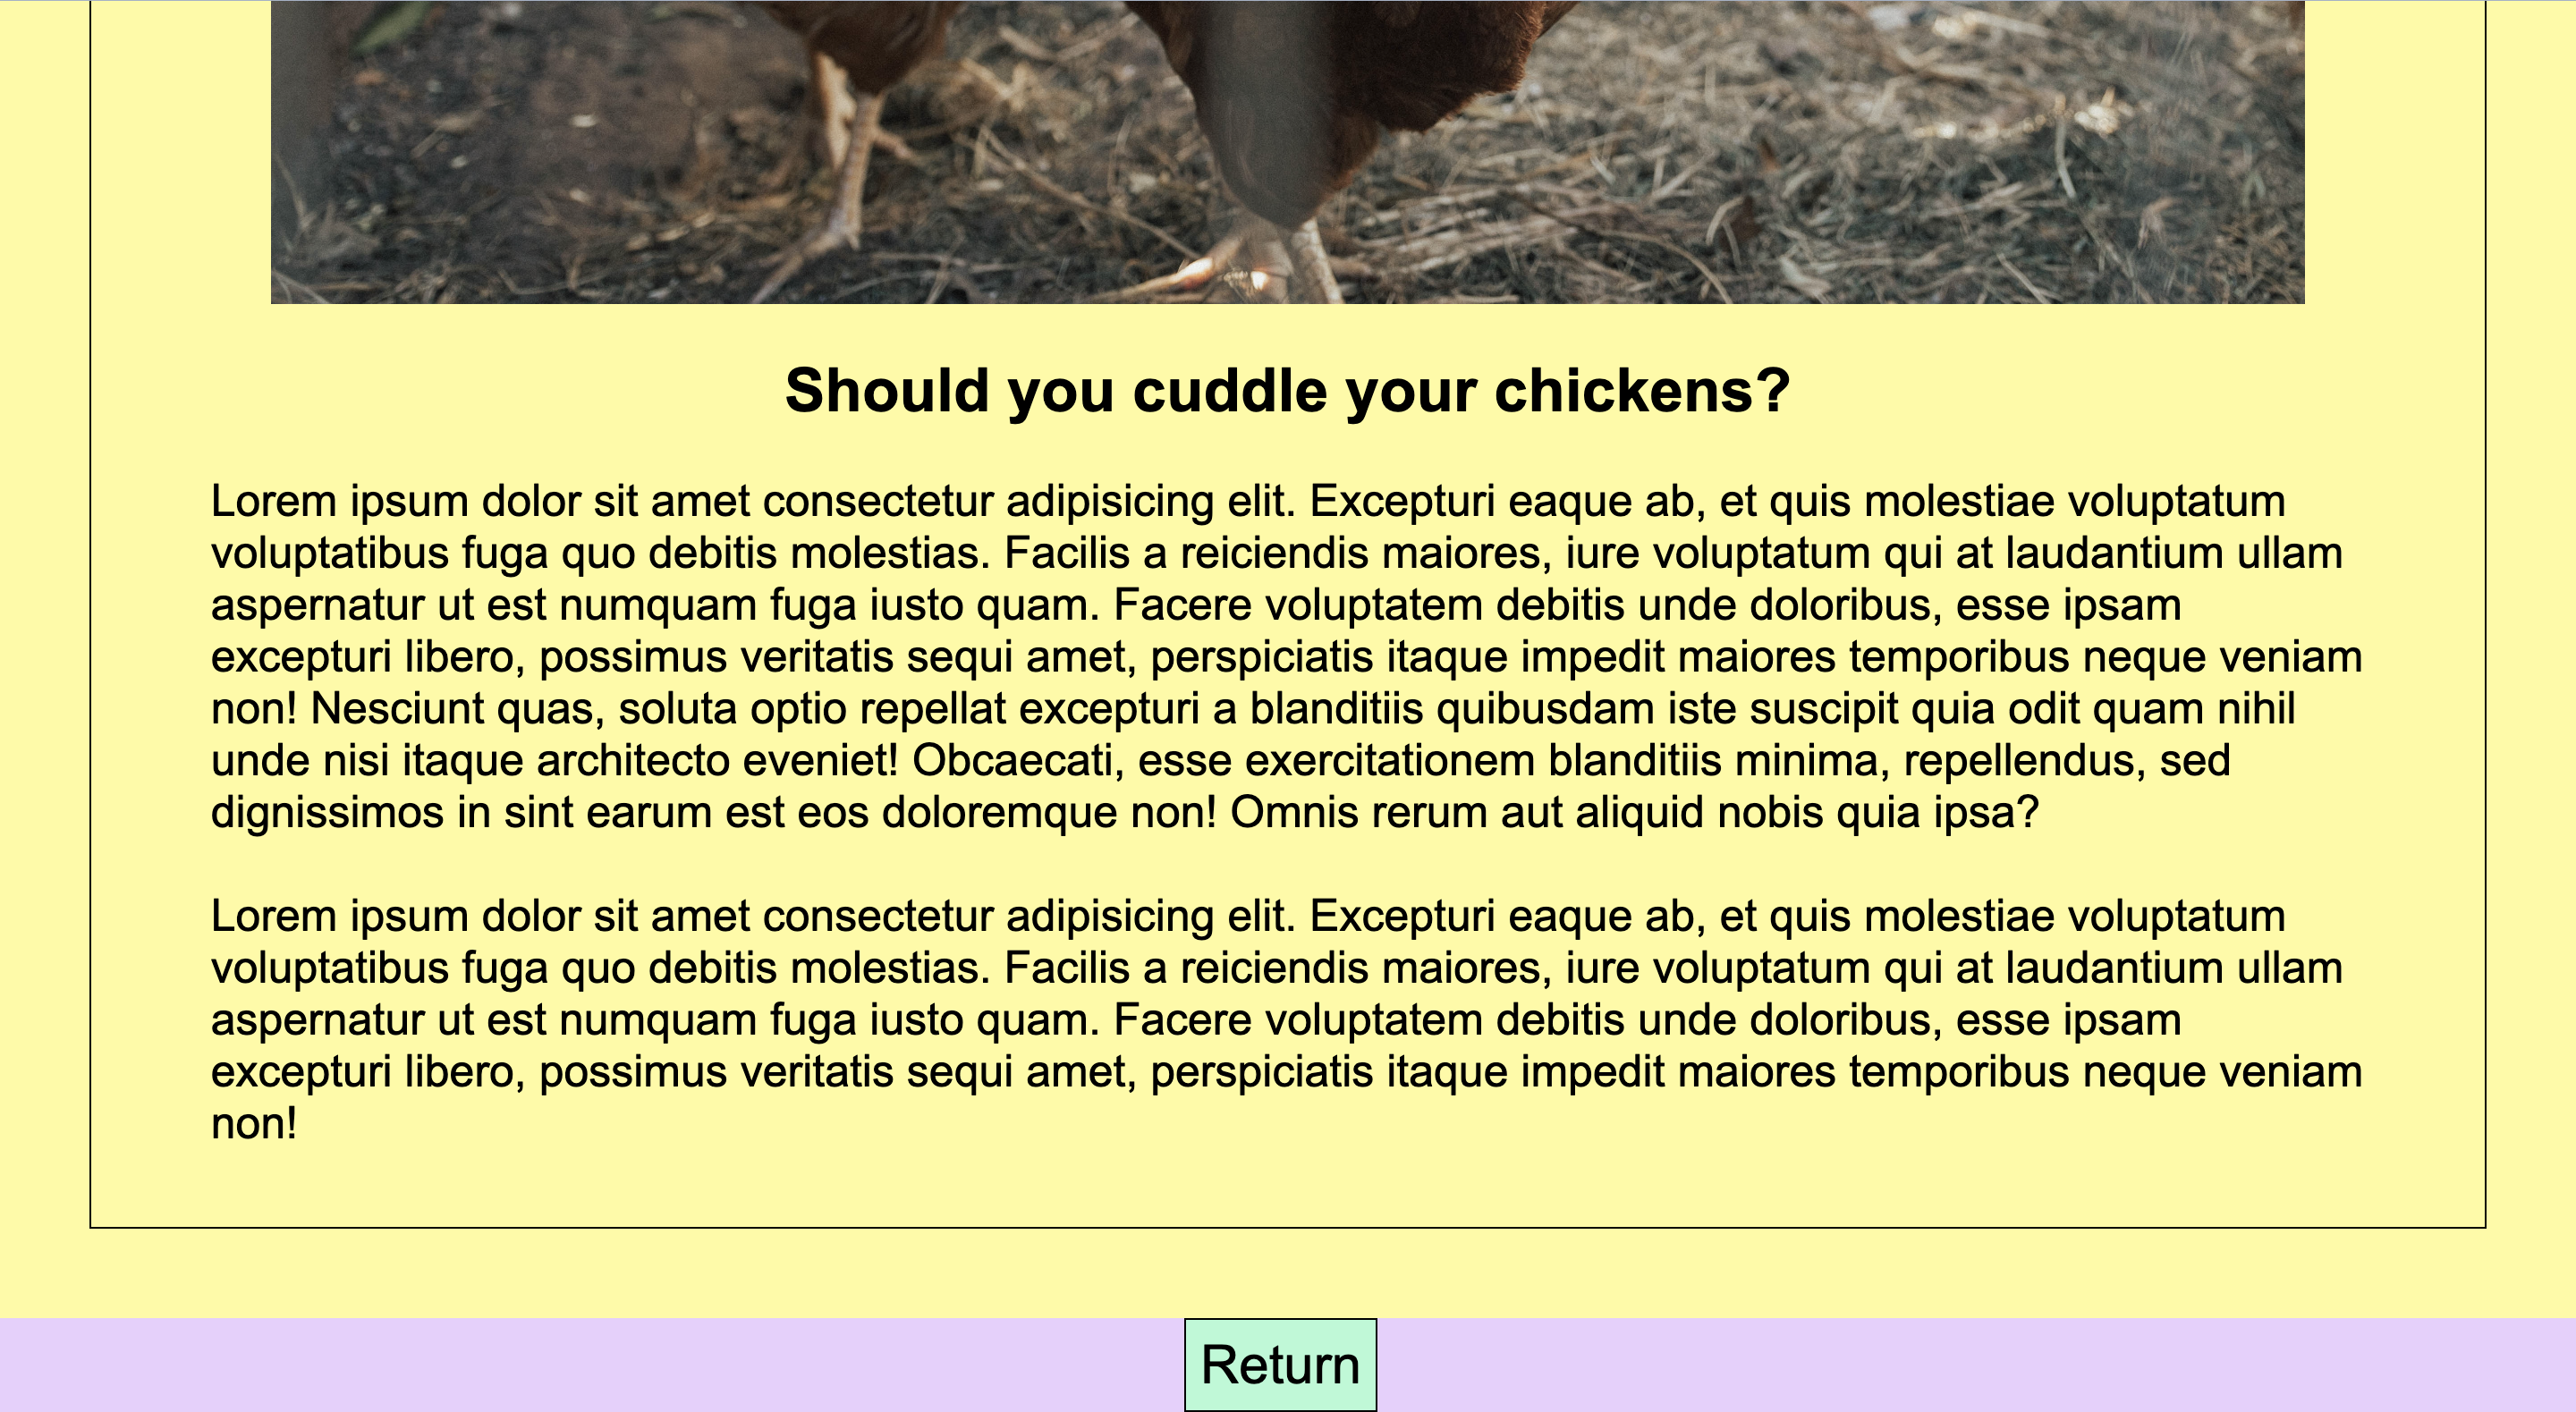 Should you cuddle your chickens?
Lorem ipsum dolor sit amet consectetur adipisicing elit. Excepturi eaque ab, et quis molestiae voluptatum
voluptatibus fuga quo debitis molestias. Facilis a reiciendis maiores, iure voluptatum qui at laudantium ullam
aspernatur ut est numquam fuga iusto quam. Facere voluptatem debitis unde doloribus, esse ipsam
excepturi libero, possimus veritatis sequi amet, perspiciatis itaque impedit maiores temporibus neque veniam
non! Nesciunt quas, soluta optio repellat excepturi a blanditiis quibusdam iste suscipit quia odit quam nihil
unde nisi itaque architecto eveniet! Obcaecati, esse exercitationem blanditiis minima, repellendus, sed
dignissimos in sint earum est eos doloremque non! Omnis rerum aut aliquid nobis quia ipsa?
Lorem ipsum dolor sit amet consectetur adipisicing elit. Excepturi eaque ab, et quis molestiae voluptatum
voluptatibus fuga quo debitis molestias. Facilis a reiciendis maiores, iure voluptatum qui at laudantium ullam
aspernatur ut est numquam fuga iusto quam. Facere voluptatem debitis unde doloribus, esse ipsam
excepturi libero, possimus veritatis sequi amet, perspiciatis itaque impedit maiores temporibus neque veniam
non!
Return